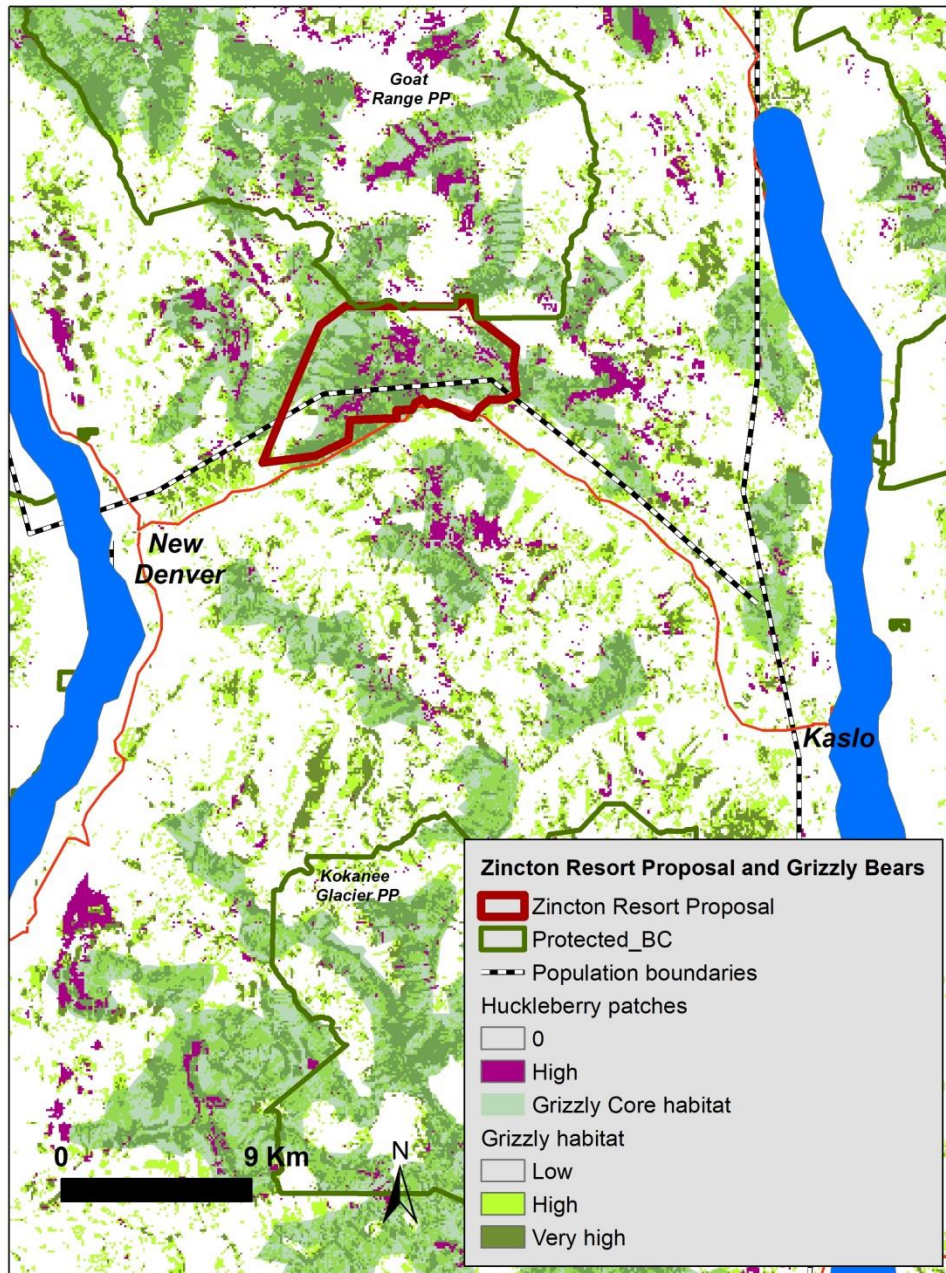 Goat
Range PP
New
Denver
Kaslo
Kokanee
Glacier PP
0 9 Km
N
Zincton Resort Proposal and Grizzly Bears
Zincton Resort Proposal
Protected_BC
Population boundaries
Huckleberry patches
0
High
Grizzly Core habitat
Grizzly habitat
Low
High
Very high